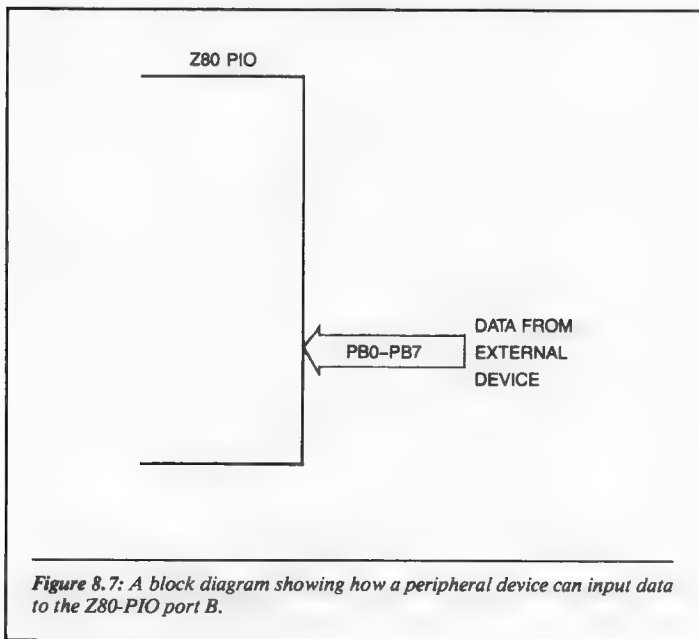 Z80 PIO
PB0–PB7
DATA FROM
EXTERNAL
DEVICE
Figure 8.7: A block diagram showing how a peripheral device can input data
to the Z80-PIO port B.